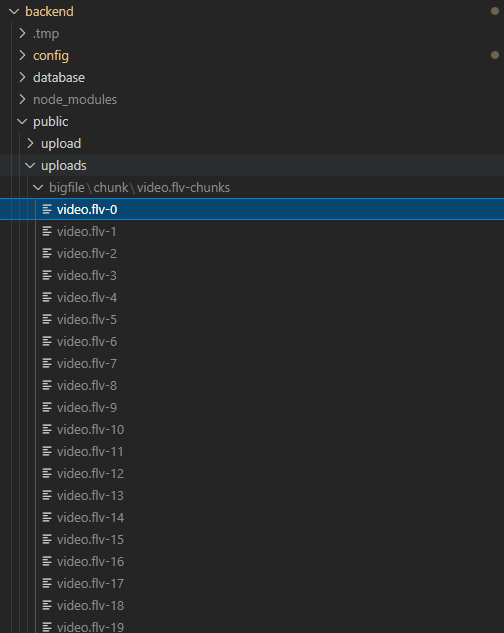 backend
.tmp
config
database
node_modules
public
upload
uploads
bigfile\chunk\video.flv-chunks
video.flv-0
video.flv-1
video.flv-2
video.flv-3
video.flv-4
video.flv-5
video.flv-6
video.flv-7
video.flv-8
video.flv-9
video.flv-10
video.flv-11
video.flv-12
video.flv-13
video.flv-14
video.flv-15
video.flv-16
video.flv-17
video.flv-18
video.flv-19